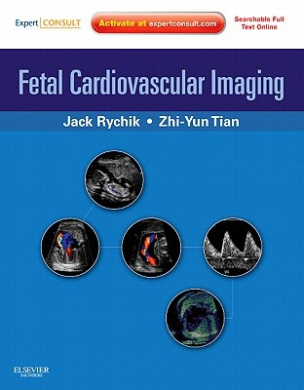 Expert CONSULT
Activate at expertconsult.com
Searchable Full
Text Online
Fetal Cardiovascular Imaging
Jack Rychik • Zhi-Yun Tian
ELSEVIER
SAUNDERS